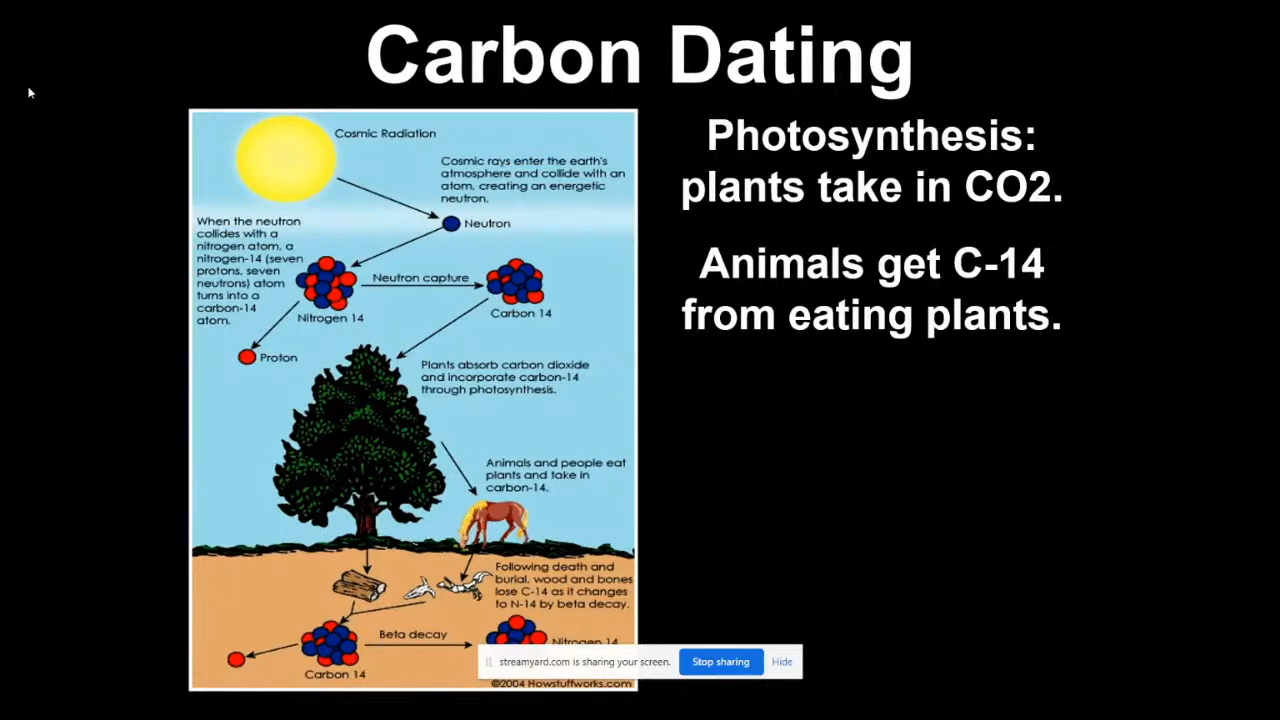 Carbon Dating
Cosmic Radiation
Cosmic rays enter the earth's
atmosphere and collide with an
atom, creating an energetic
neutron.
Neutron
When the neutron
collides with a
nitrogen atom, a
nitrogen-14 (seven
protons, seven
neutrons) atom
turns into a
carbon-14
atom.
Neutron capture
Nitrogen 14
Carbon 14
Proton
Plants absorb carbon dioxide
and incorporate carbon-14
through photosynthesis.
Animals and people eat
plants and take in
carbon-14.
Following death and
burial, wood and bones
lose C-14 as it changes
to N-14 by beta decay.
Beta decay
Nitrogen 14
Carbon 14
©2004 Howstuffworks.com
Photosynthesis:
plants take in CO2.
Animals get C-14
from eating plants.
streamyard.com is sharing your screen.
Stop sharing
Hide